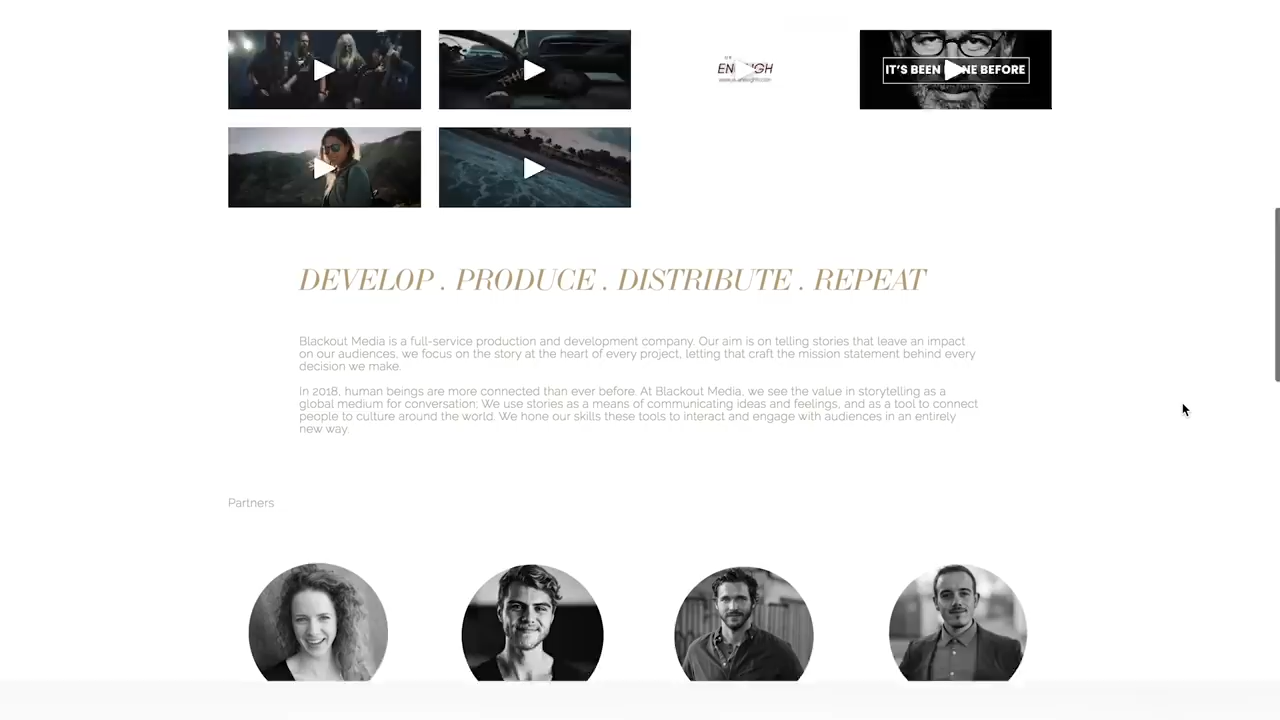 IT'S BEEN DONE BEFORE
DEVELOP . PRODUCE . DISTRIBUTE . REPEAT
Blackout Media is a full-service production and development company. Our aim is on telling stories that leave an impact
on our audiences, we focus on the story at the heart of every project, letting that craft the mission statement behind every
decision we make.
In 2018, human beings are more connected than ever before. At Blackout Media, we see the value in storytelling as a
global medium for conversation; We use stories as a means of communicating ideas and feelings, and as a tool to connect
people to culture around the world. We hone our skills these tools to interact and engage with audiences in an entirely
new way.
Partners